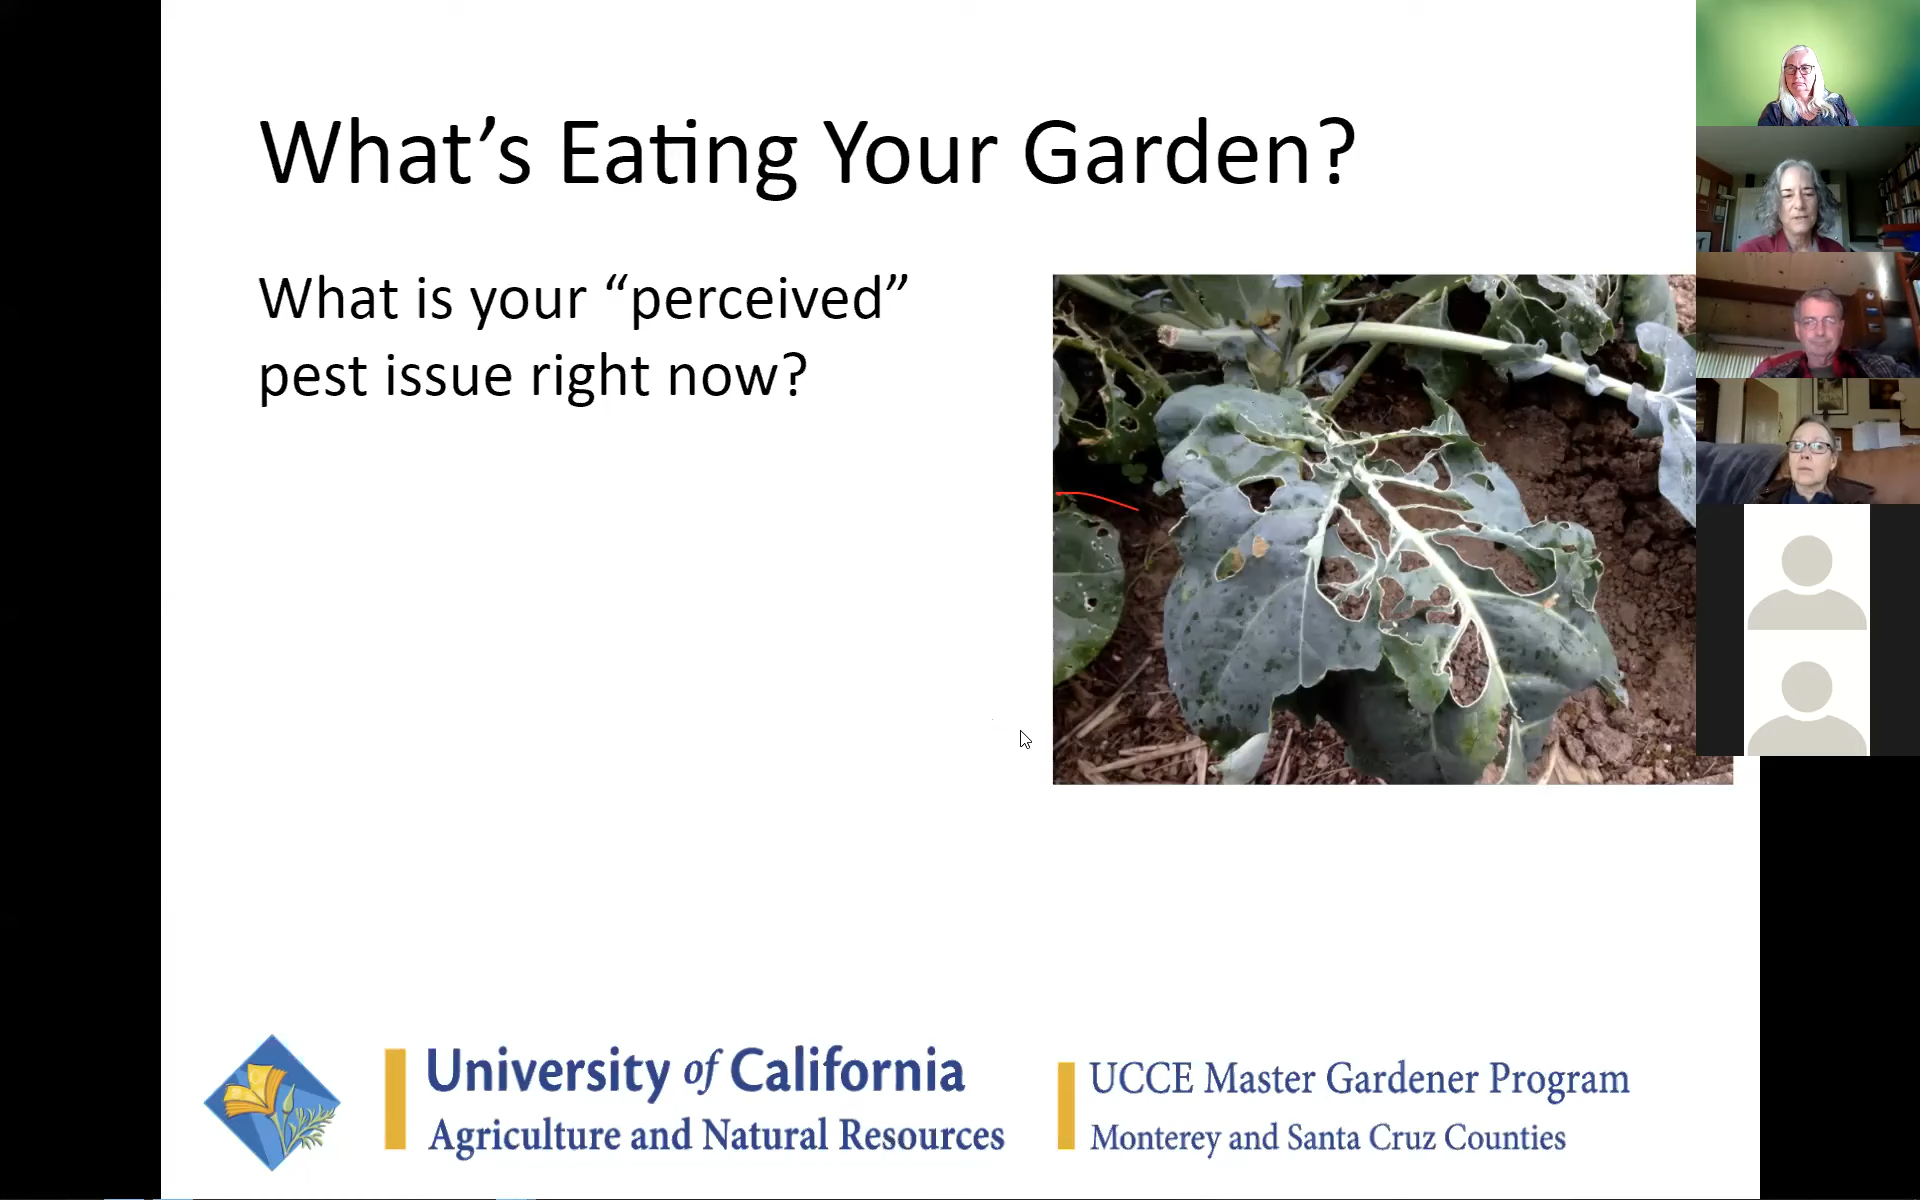 What’s Eating Your Garden?
What is your “perceived”
pest issue right now?
University of California
Agriculture and Natural Resources
UCCE Master Gardener Program
Monterey and Santa Cruz Counties